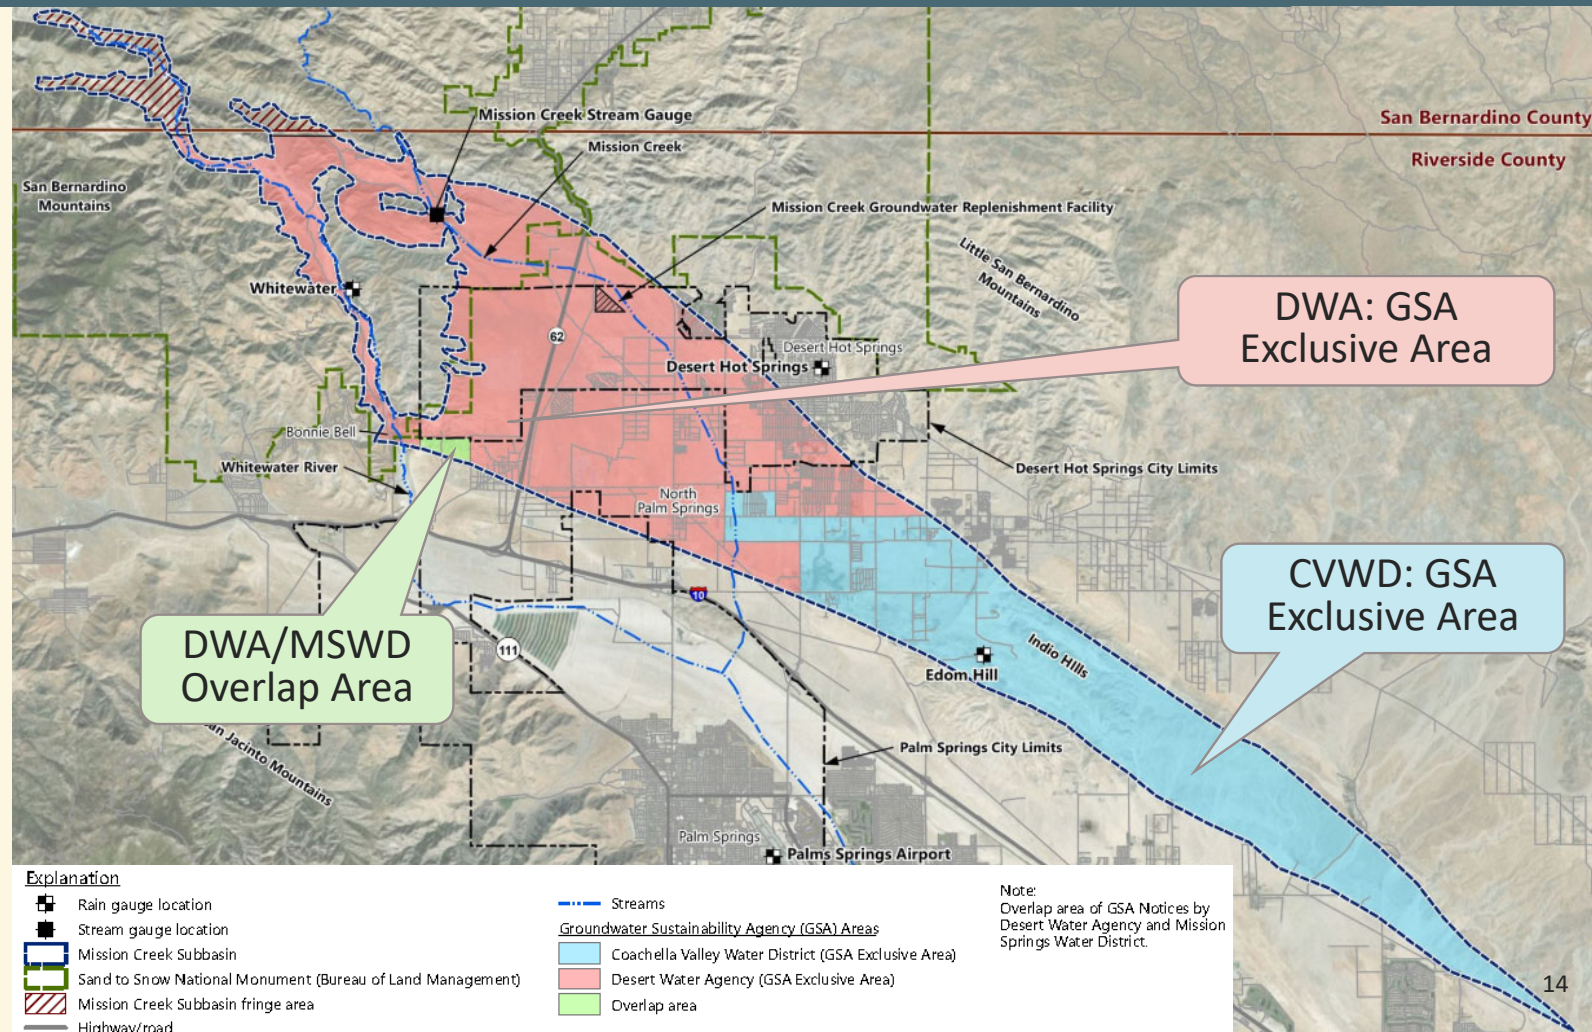 San Bernardino County
Riverside County
Mission Creek Stream Gauge
Mission Creek
San Bernardino
Mountains
Mission Creek Groundwater Replenishment Facility
Little San Bernardino
Mountains
Whitewater
62
DWA: GSA
Exclusive Area
Desert Hot Springs
Desert Hot Springs
Bonnie Bell
Whitewater River
Desert Hot Springs City Limits
North
Palm Springs
CVWD: GSA
Exclusive Area
10
DWA/MSWD
Overlap Area
111
Indio Hills
Edom Hill
an Jacinto Mountains
Palm Springs City Limits
Palm Springs
Palms Springs Airport
Explanation
Rain gauge location
Stream gauge location
Mission Creek Subbasin
Sand to Snow National Monument (Bureau of Land Management)
Mission Creek Subbasin fringe area
Highway/road
Streams
Groundwater Sustainability Agency (GSA) Areas
Coachella Valley Water District (GSA Exclusive Area)
Desert Water Agency (GSA Exclusive Area)
Overlap area
Note:
Overlap area of GSA Notices by
Desert Water Agency and Mission
Springs Water District.
14